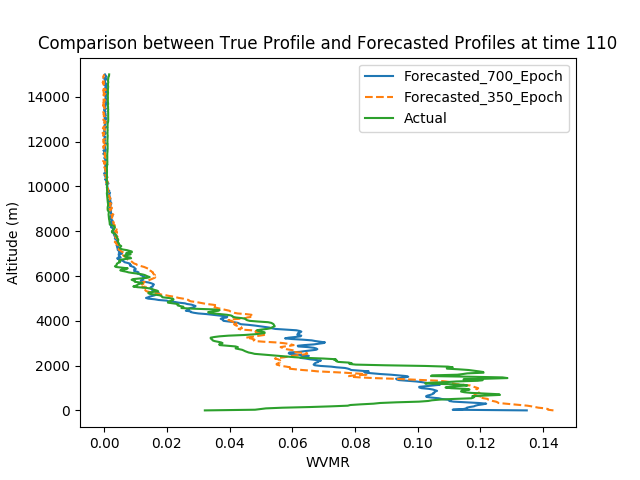 Comparison between True Profile and Forecasted Profiles at time 110
Forecasted_700_Epoch
Forecasted_350_Epoch
Actual
Altitude (m)
14000
12000
10000
8000
6000
4000
2000
0
0.00 0.02 0.04 0.06 0.08 0.10 0.12 0.14
WVMR